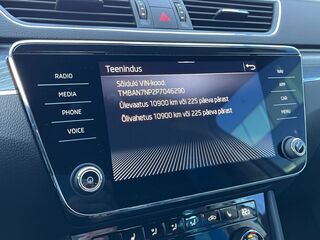 Teenindus
RADIO
MEDIA
PHONE
VOICE
Sõiduki VIN-kood:
TMBAN7NP2P7046290
Ülevaatus 10900 km või 225 päeva pärast
Õlivahetus 10900 km või 225 päeva pärast
NAV
APP
CAR
MENU